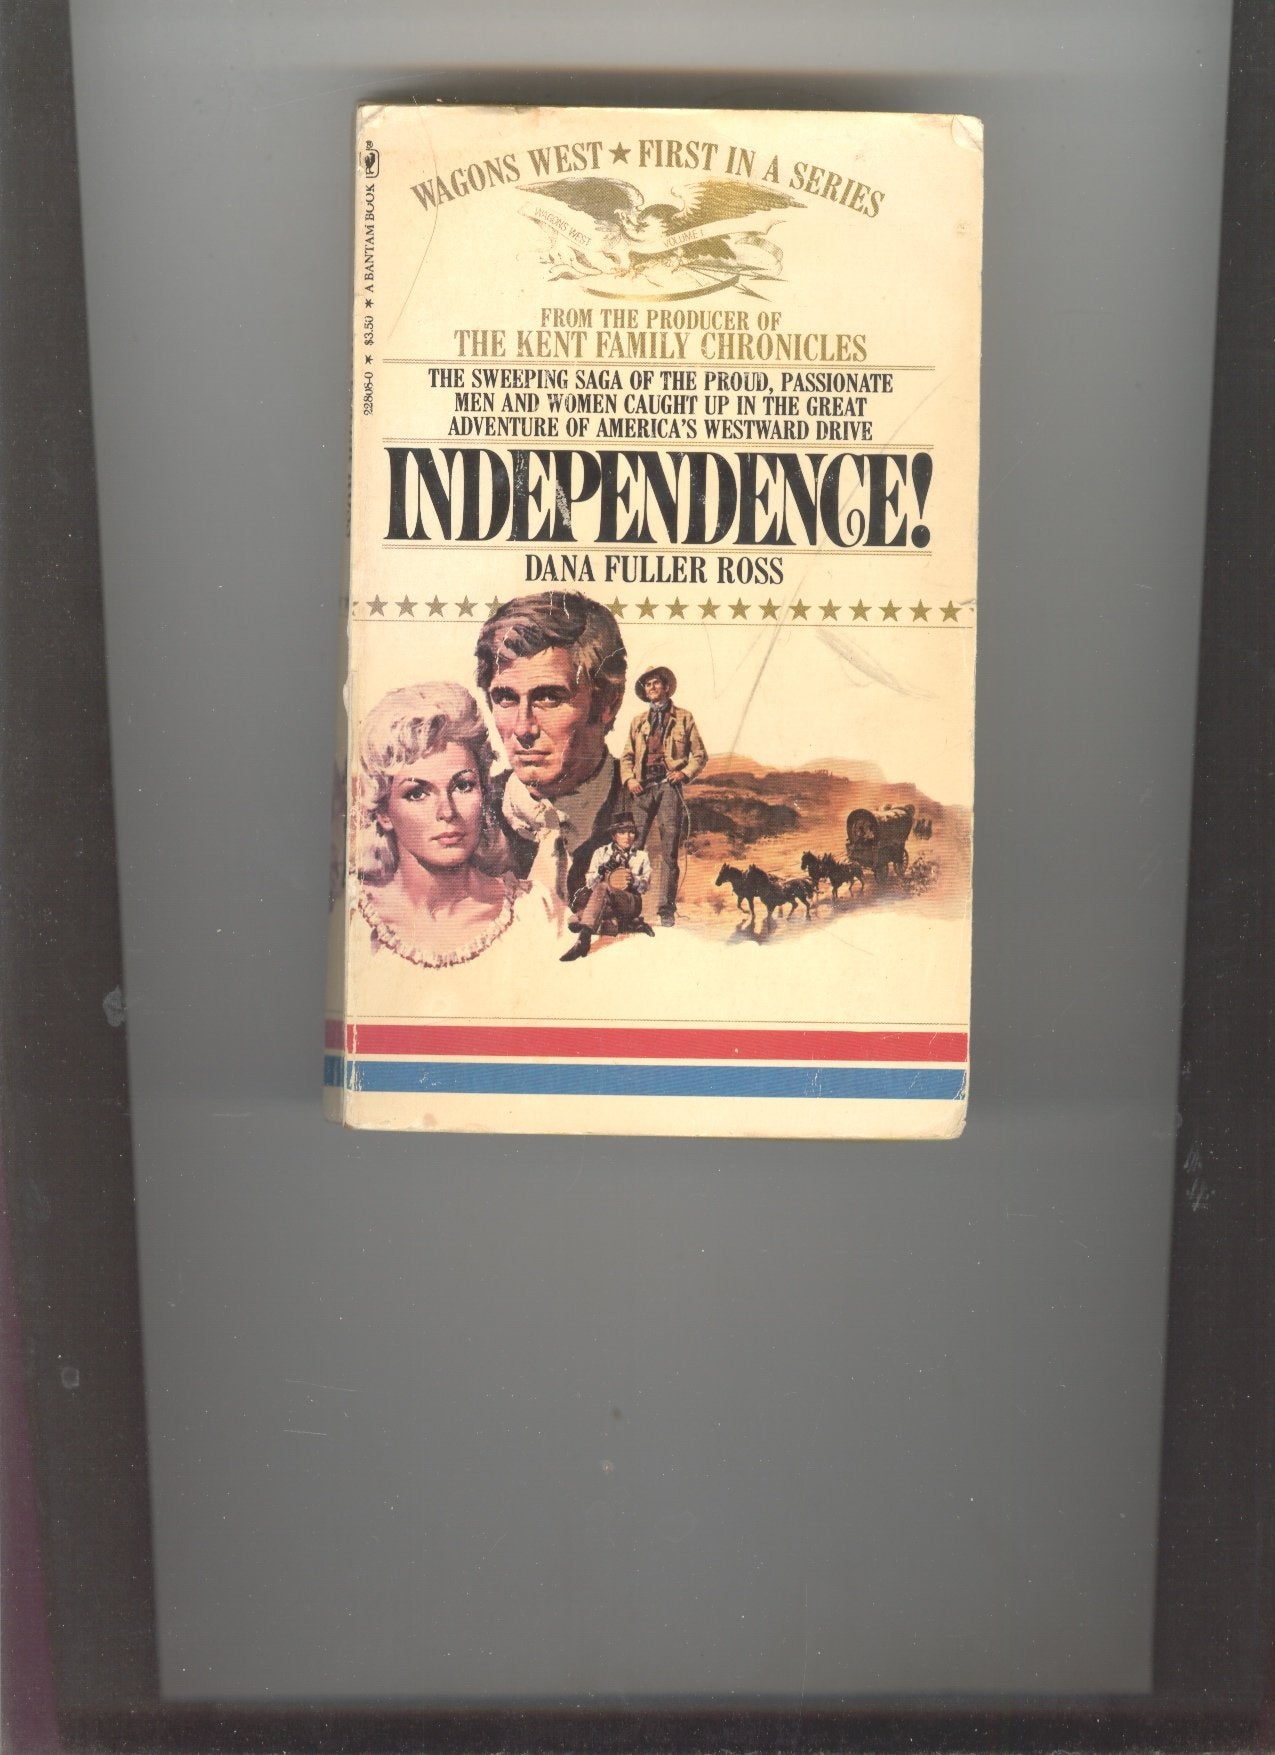 WAGONS WEST ★ FIRST IN A SERIES
WAGONS WEST
VOLUME I
FROM THE PRODUCER OF
THE KENT FAMILY CHRONICLES
THE SWEEPING SAGA OF THE PROUD, PASSIONATE
MEN AND WOMEN CAUGHT UP IN THE GREAT
ADVENTURE OF AMERICA'S WESTWARD DRIVE
INDEPENDENCE!
DANA FULLER ROSS
22808-0 ★ $3.50 ★ A BANTAM BOOK